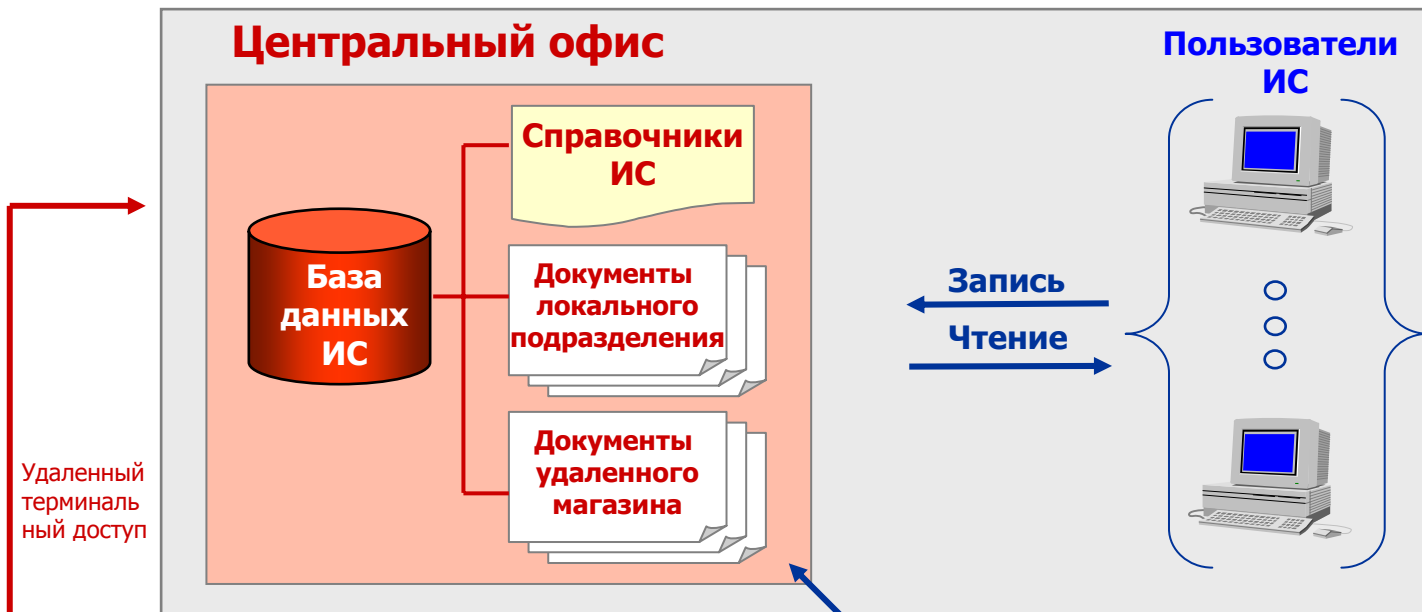 Центральный офис
Пользователи
ИС
Справочники
ИС
База
данных
ИС
Документы
локального
подразделения
Запись
Чтение
Документы
удаленного
магазина
Удаленный
терминаль
ный доступ